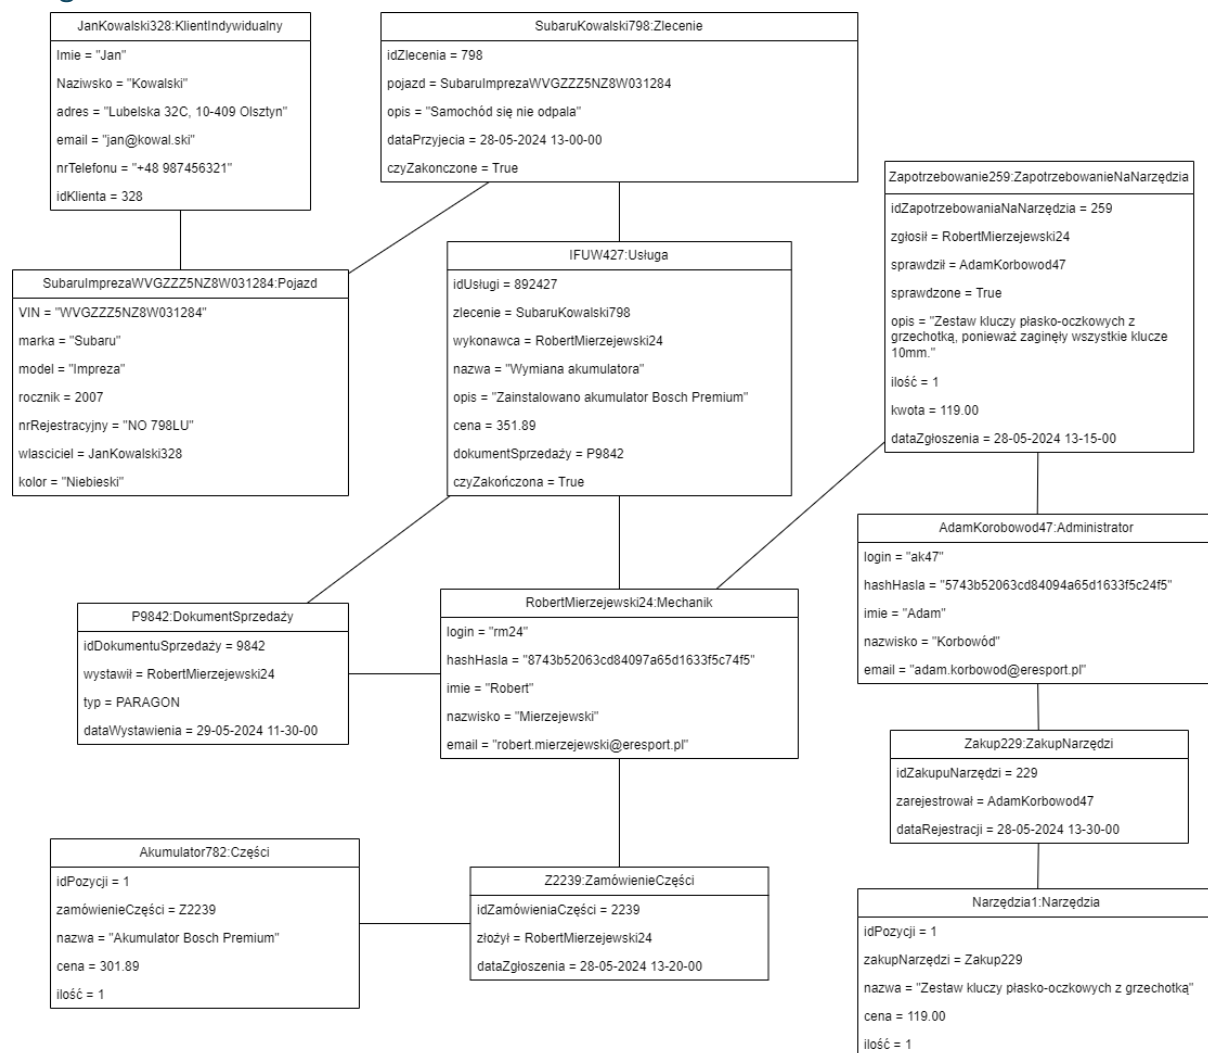 JanKowalski328:KlientIndywidualny
Imie = "Jan"
Naziwsko = "Kowalski"
adres = "Lubelska 32C, 10-409 Olsztyn"
email = "jan@kowal.ski"
nrTelefonu = "+48 987456321"
idKlienta = 328
SubaruKowalski798:Zlecenie
idZlecenia = 798
pojazd = SubaruImprezaWVGZZZ5NZ8W031284
opis = "Samochód się nie odpala"
dataPrzyjecia = 28-05-2024 13-00-00
czyZakonczone = True
Zapotrzebowanie259:ZapotrzebowanieNaNarzędzia
idZapotrzebowaniaNaNarzędzia = 259
zgłosił = RobertMierzejewski24
sprawdził = AdamKorbowod47
sprawdzone = True
opis = "Zestaw kluczy płasko-oczkowych z
grzechotką, ponieważ zaginęły wszystkie klucze
10mm."
ilość = 1
kwota = 119.00
dataZgłoszenia = 28-05-2024 13-15-00
SubaruImprezaWVGZZZ5NZ8W031284:Pojazd
VIN = "WVGZZZ5NZ8W031284"
marka = "Subaru"
model = "Impreza"
rocznik = 2007
nrRejestracyjny = "NO 798LU"
wlasciciel = JanKowalski328
kolor = "Niebieski"
IFUW427:Usługa
idUsługi = 892427
zlecenie = SubaruKowalski798
wykonawca = RobertMierzejewski24
nazwa = "Wymiana akumulatora"
opis = "Zainstalowano akumulator Bosch Premium"
cena = 351.89
dokumentSprzedaży = P9842
czyZakończona = True
AdamKorobowod47:Administrator
login = "ak47"
hashHasla = "5743b52063cd84094a65d1633f5c24f5"
imie = "Adam"
nazwisko = "Korbowód"
email = "adam.korbowod@eresport.pl"
P9842:DokumentSprzedaży
idDokumentuSprzedaży = 9842
wystawił = RobertMierzejewski24
typ = PARAGON
dataWystawienia = 29-05-2024 11-30-00
RobertMierzejewski24:Mechanik
login = "rm24"
hashHasla = "8743b52063cd84097a65d1633f5c74f5"
imie = "Robert"
nazwisko = "Mierzejewski"
email = "robert.mierzejewski@eresport.pl"
Zakup229:ZakupNarzędzi
idZakupuNarzędzi = 229
zarejestrował = AdamKorbowod47
dataRejestracji = 28-05-2024 13-30-00
Akumulator782:Części
idPozycji = 1
zamówienieCzęści = Z2239
nazwa = "Akumulator Bosch Premium"
cena = 301.89
ilość = 1
Z2239:ZamówienieCzęści
idZamówieniaCzęści = 2239
złożył = RobertMierzejewski24
dataZgłoszenia = 28-05-2024 13-20-00
Narzędzia1:Narzędzia
idPozycji = 1
zakupNarzędzi = Zakup229
nazwa = "Zestaw kluczy płasko-oczkowych z grzechotką"
cena = 119.00
ilość = 1